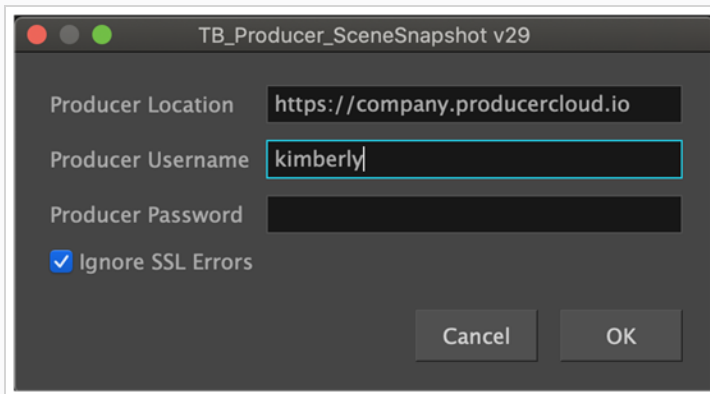 TB_Producer_SceneSnapshot v29
Producer Location https://company.producercloud.io
Producer Username kimberly
Producer Password
Ignore SSL Errors
Cancel OK